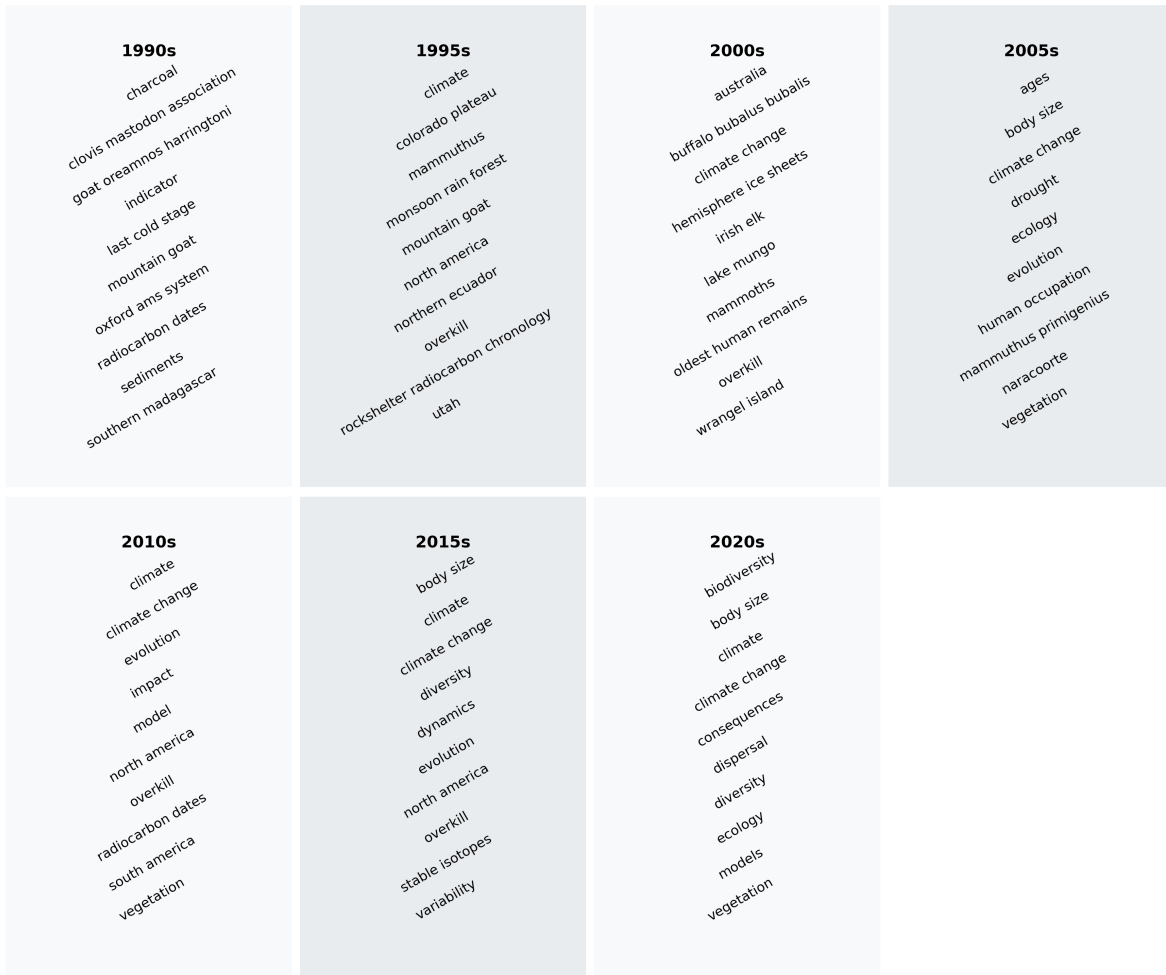 1990s
charcoal
clovis mastodon association
goat oreamnos harringtoni
indicator
last cold stage
mountain goat
oxford ams system
radiocarbon dates
sediments
southern madagascar
1995s
climate
colorado plateau
mammuthus
monsoon rain forest
mountain goat
north america
northern ecuador
overkill
rockshelter radiocarbon chronology
utah
2000s
australia
buffalo bubalus bubalis
climate change
hemisphere ice sheets
irish elk
lake mungo
mammoths
oldest human remains
overkill
wrangel island
2005s
ages
body size
climate change
drought
ecology
evolution
human occupation
mammuthus primigenius
naracoorte
vegetation
2010s
climate
climate change
evolution
impact
model
north america
overkill
radiocarbon dates
south america
vegetation
2015s
body size
climate
climate change
diversity
dynamics
evolution
north america
overkill
stable isotopes
variability
2020s
biodiversity
body size
climate
climate change
consequences
dispersal
diversity
ecology
models
vegetation